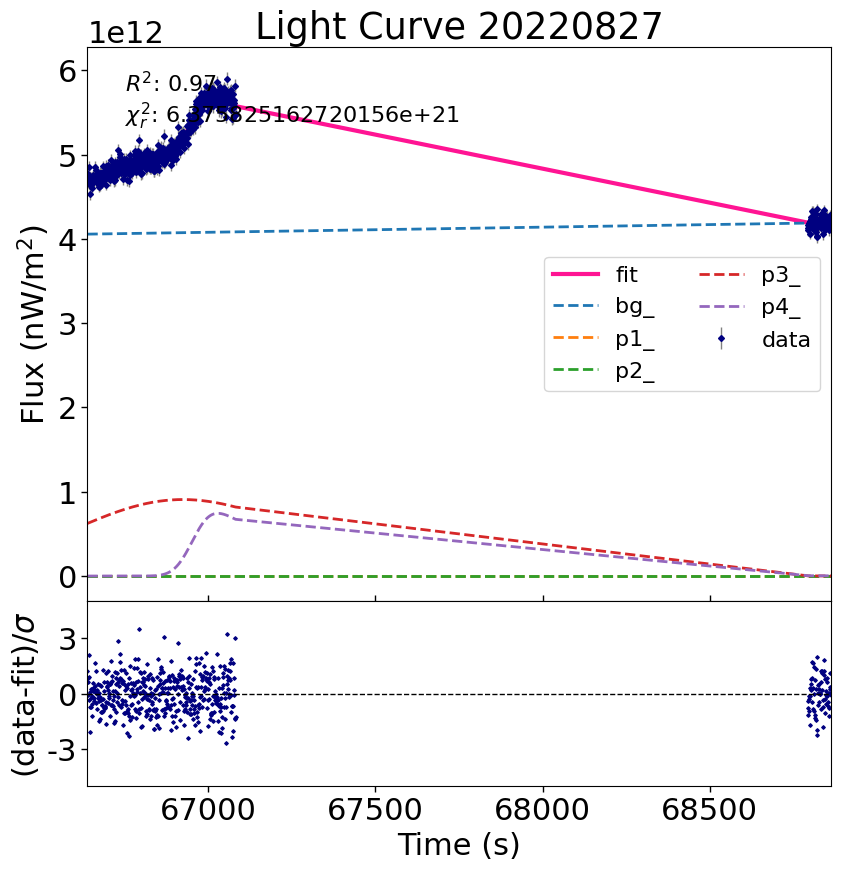 Light Curve 20220827
1e12
R²: 0.97
χ²ᵣ:
6
5
4
3
2
1
0
Flux (nW/m²)
fit
bg_
p1_
p2_
p3_
p4_
data
3
0
-3
(data-fit)/σ
67000 67500 68000 68500
Time (s)